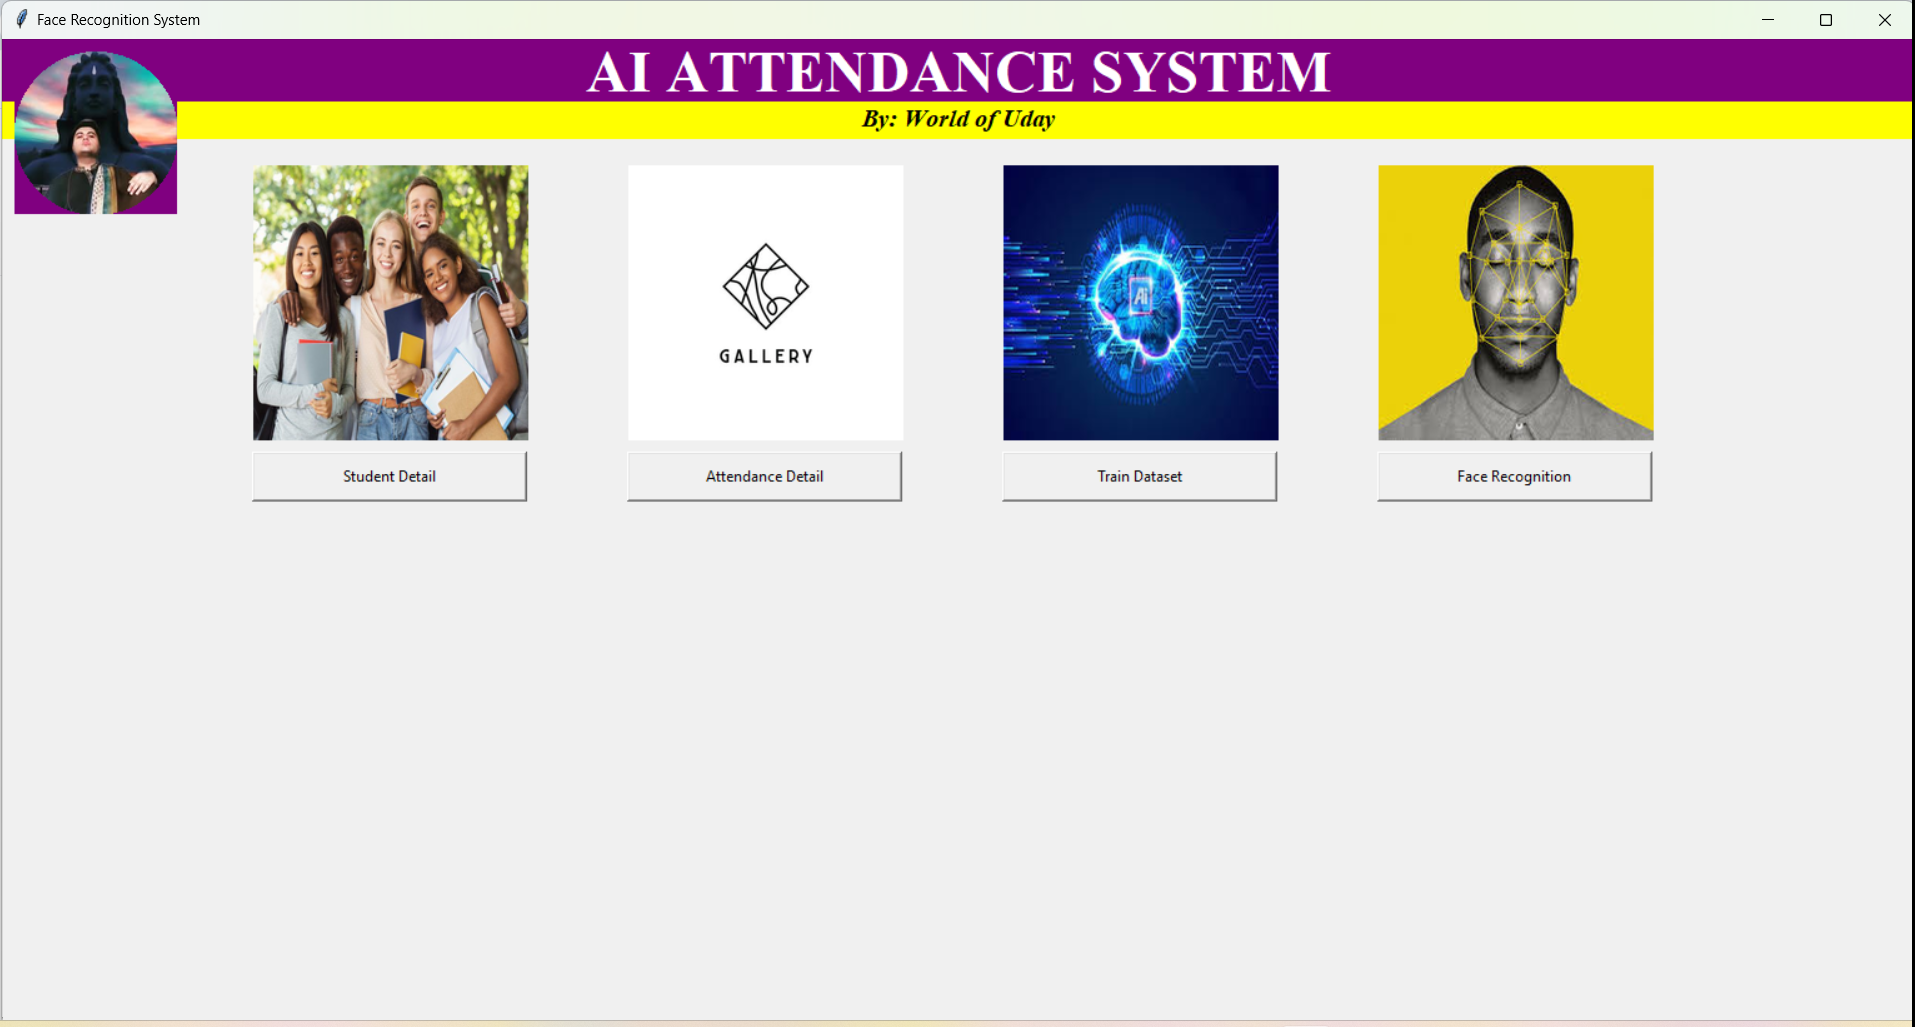 Face Recognition System
AI ATTENDANCE SYSTEM
By: World of Uday
GALLERY
Ai
Student Detail
Attendance Detail
Train Dataset
Face Recognition